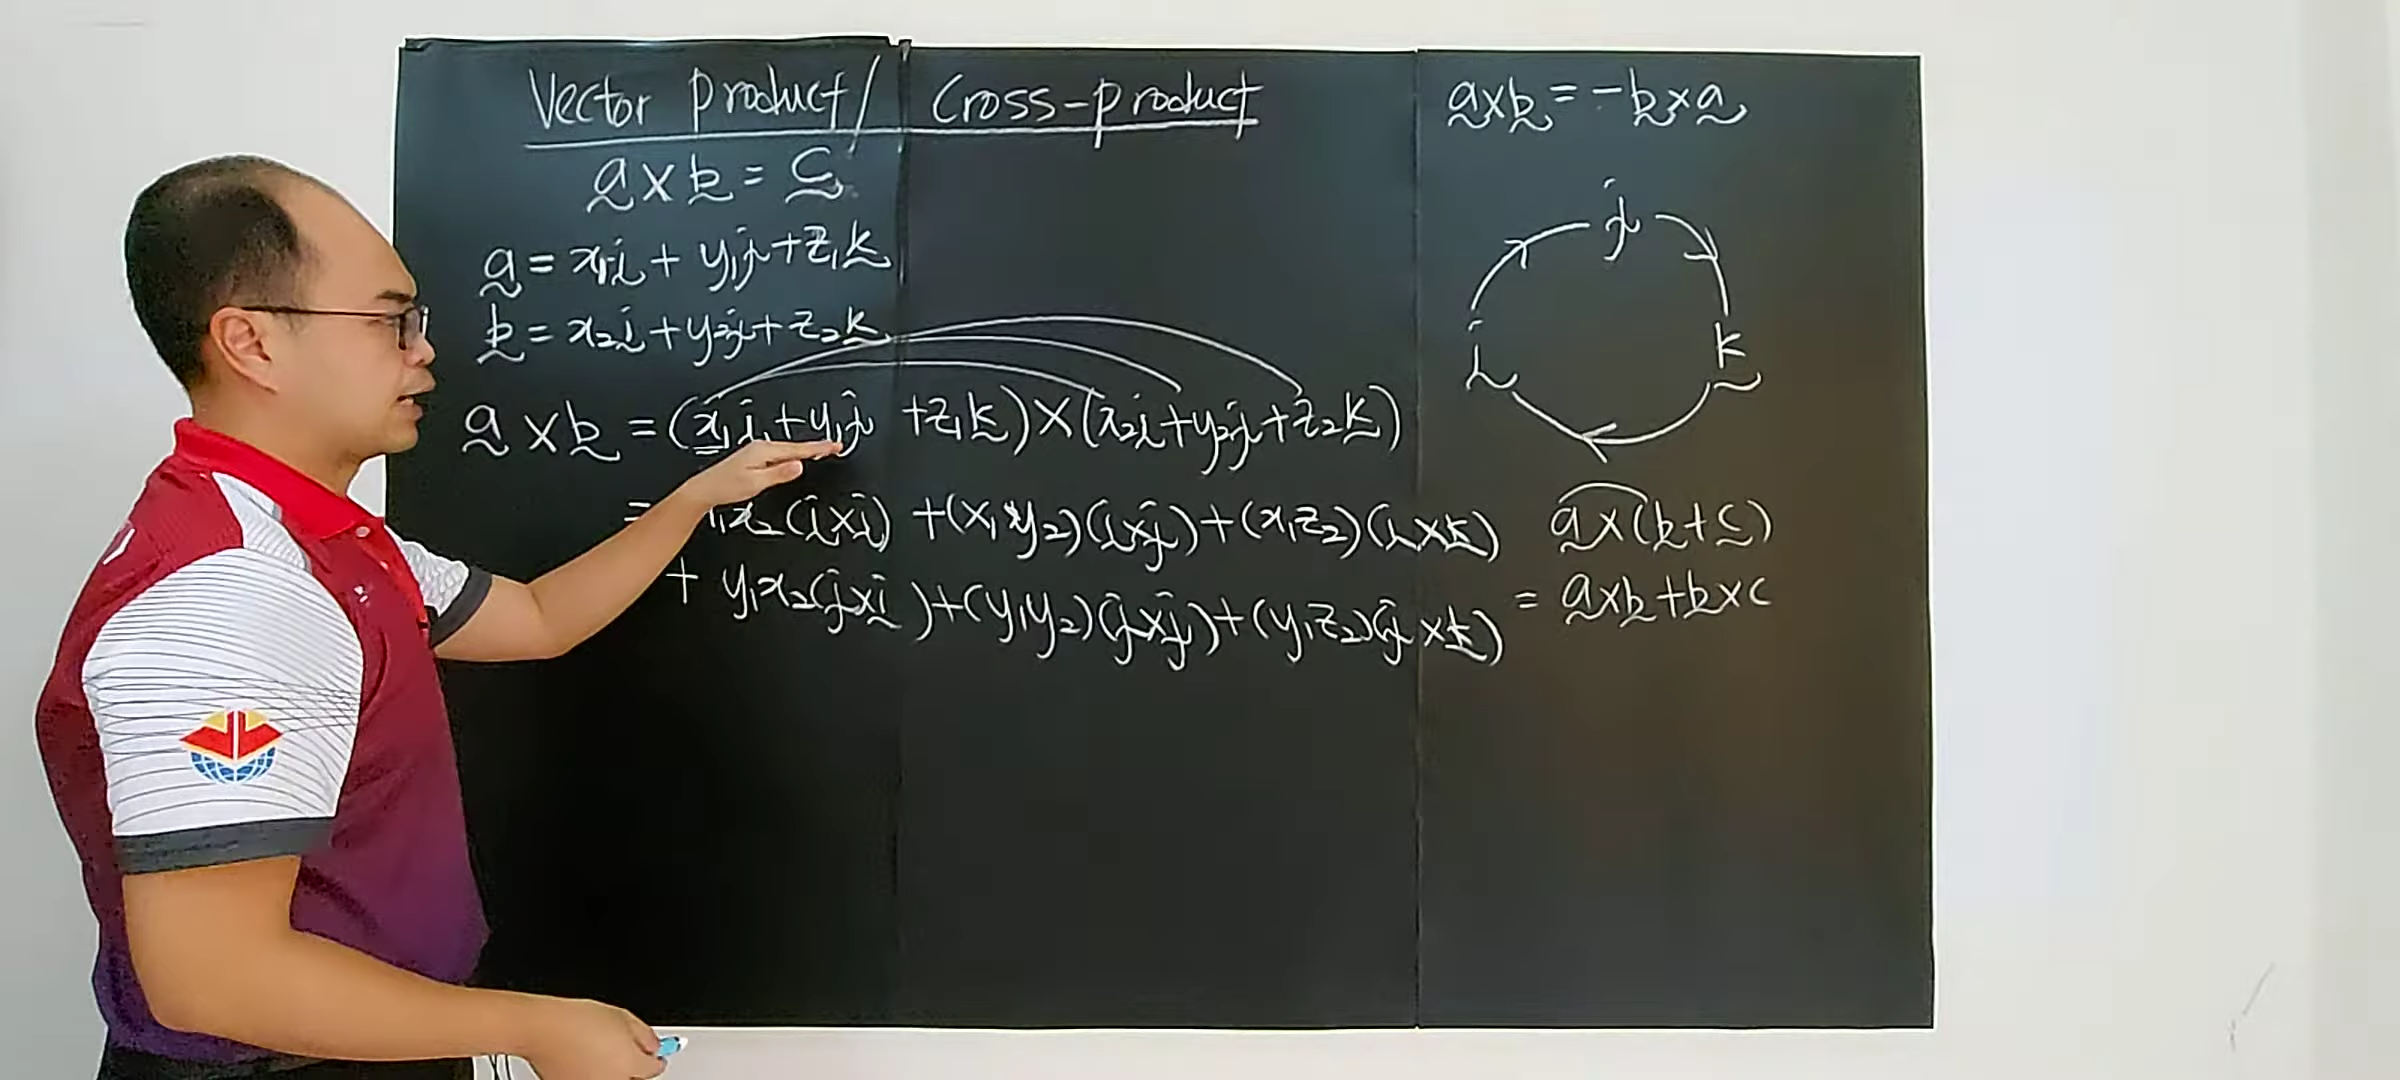 Vector Product / Cross-product
a × b = c
a = x₁i + y₁j + z₁k
b = x₂i + y₂j + z₂k
a × b = (x₁i + y₁j + z₁k) × (x₂i + y₂j + z₂k)
= x₂(i×i) + (x₁y₂)(i×j) + (x₁z₂)(i×k)
+ y₁x₂(j×i) + (y₁y₂)(j×j) + (y₁z₂)(j×k)
a×b = -b×a
j
i k
a×(b+c)
= a×b + b×c